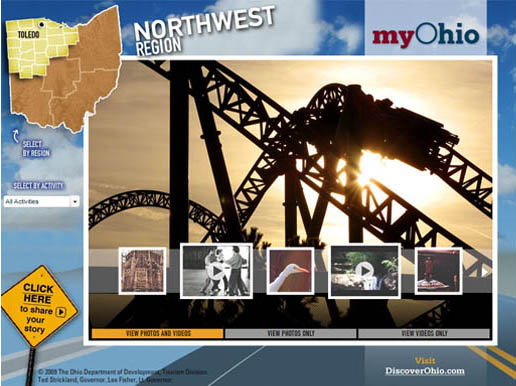 TOLEDO
NORTHWEST
REGION
myOhio
SELECT
BY REGION
SELECT BY ACTIVITY
All Activities
CLICK
HERE
to share
your
story
VIEW PHOTOS AND VIDEOS
VIEW PHOTOS ONLY
VIEW VIDEOS ONLY
© 2009 The Ohio Department of Development, Tourism Division.
Ted Strickland, Governor. Lee Fisher, Lt. Governor.
Visit
DiscoverOhio.com